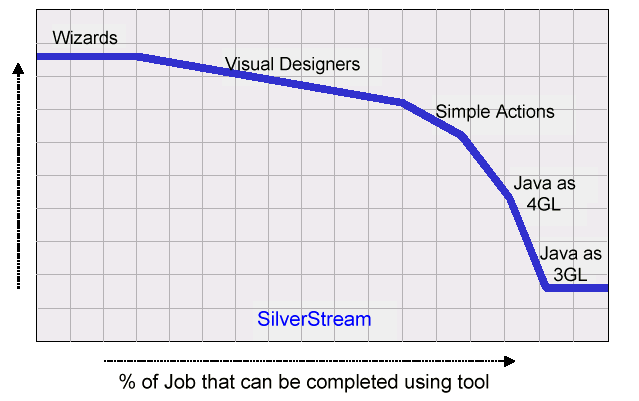 Wizards
Visual Designers
Simple Actions
Java as
4GL
Java as
3GL
SilverStream
% of Job that can be completed using tool